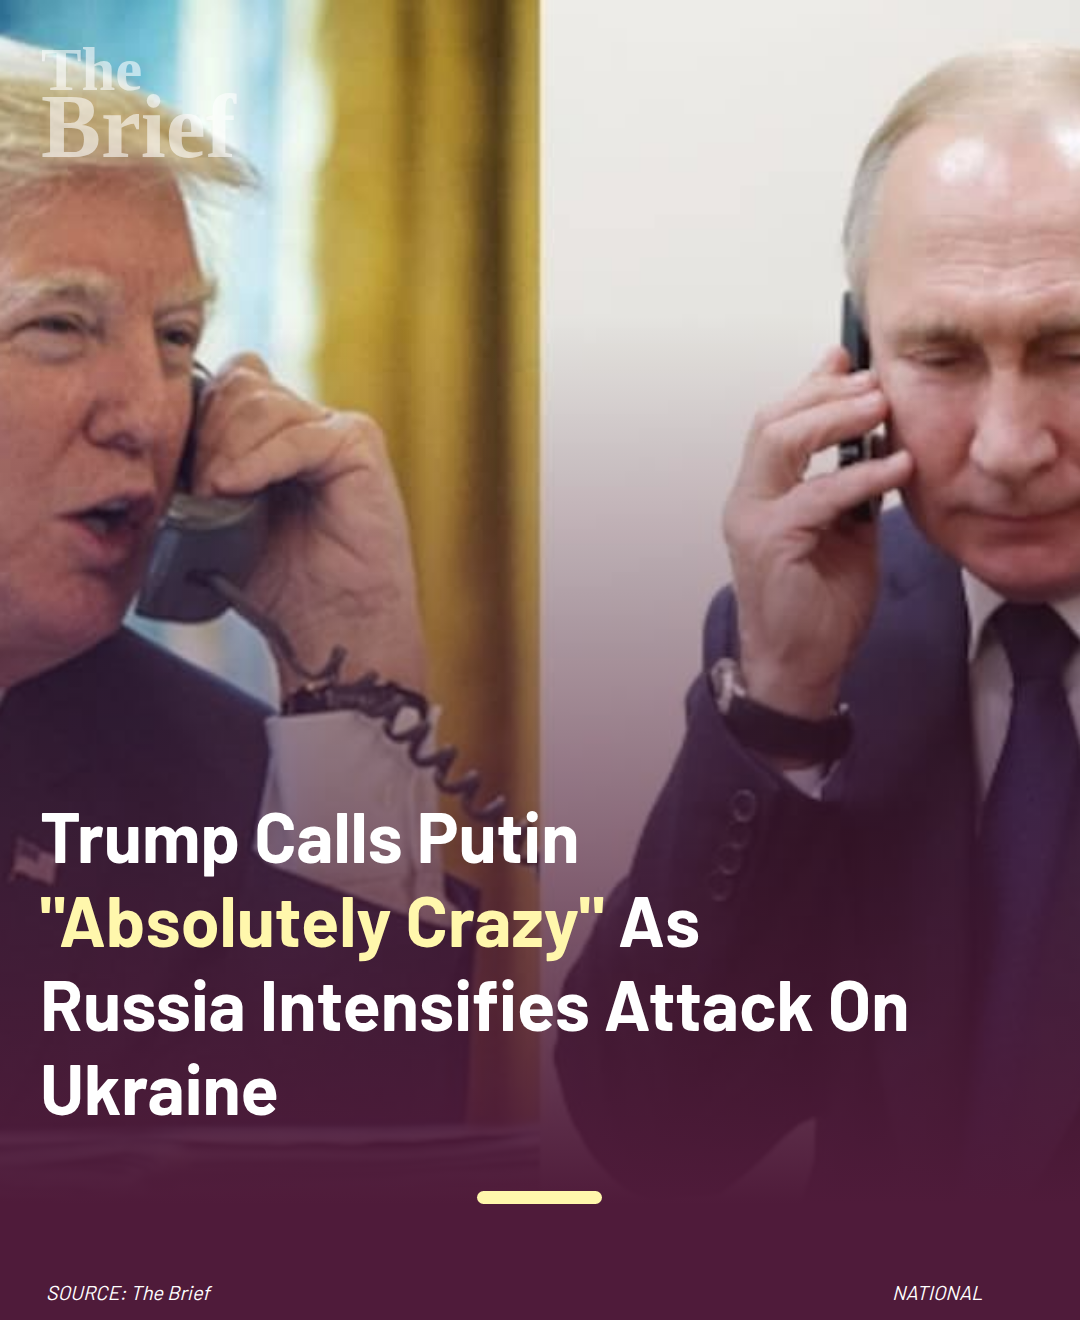 The
Brief
Trump Calls Putin
"Absolutely Crazy" As
Russia Intensifies Attack On
Ukraine
SOURCE: The Brief
NATIONAL